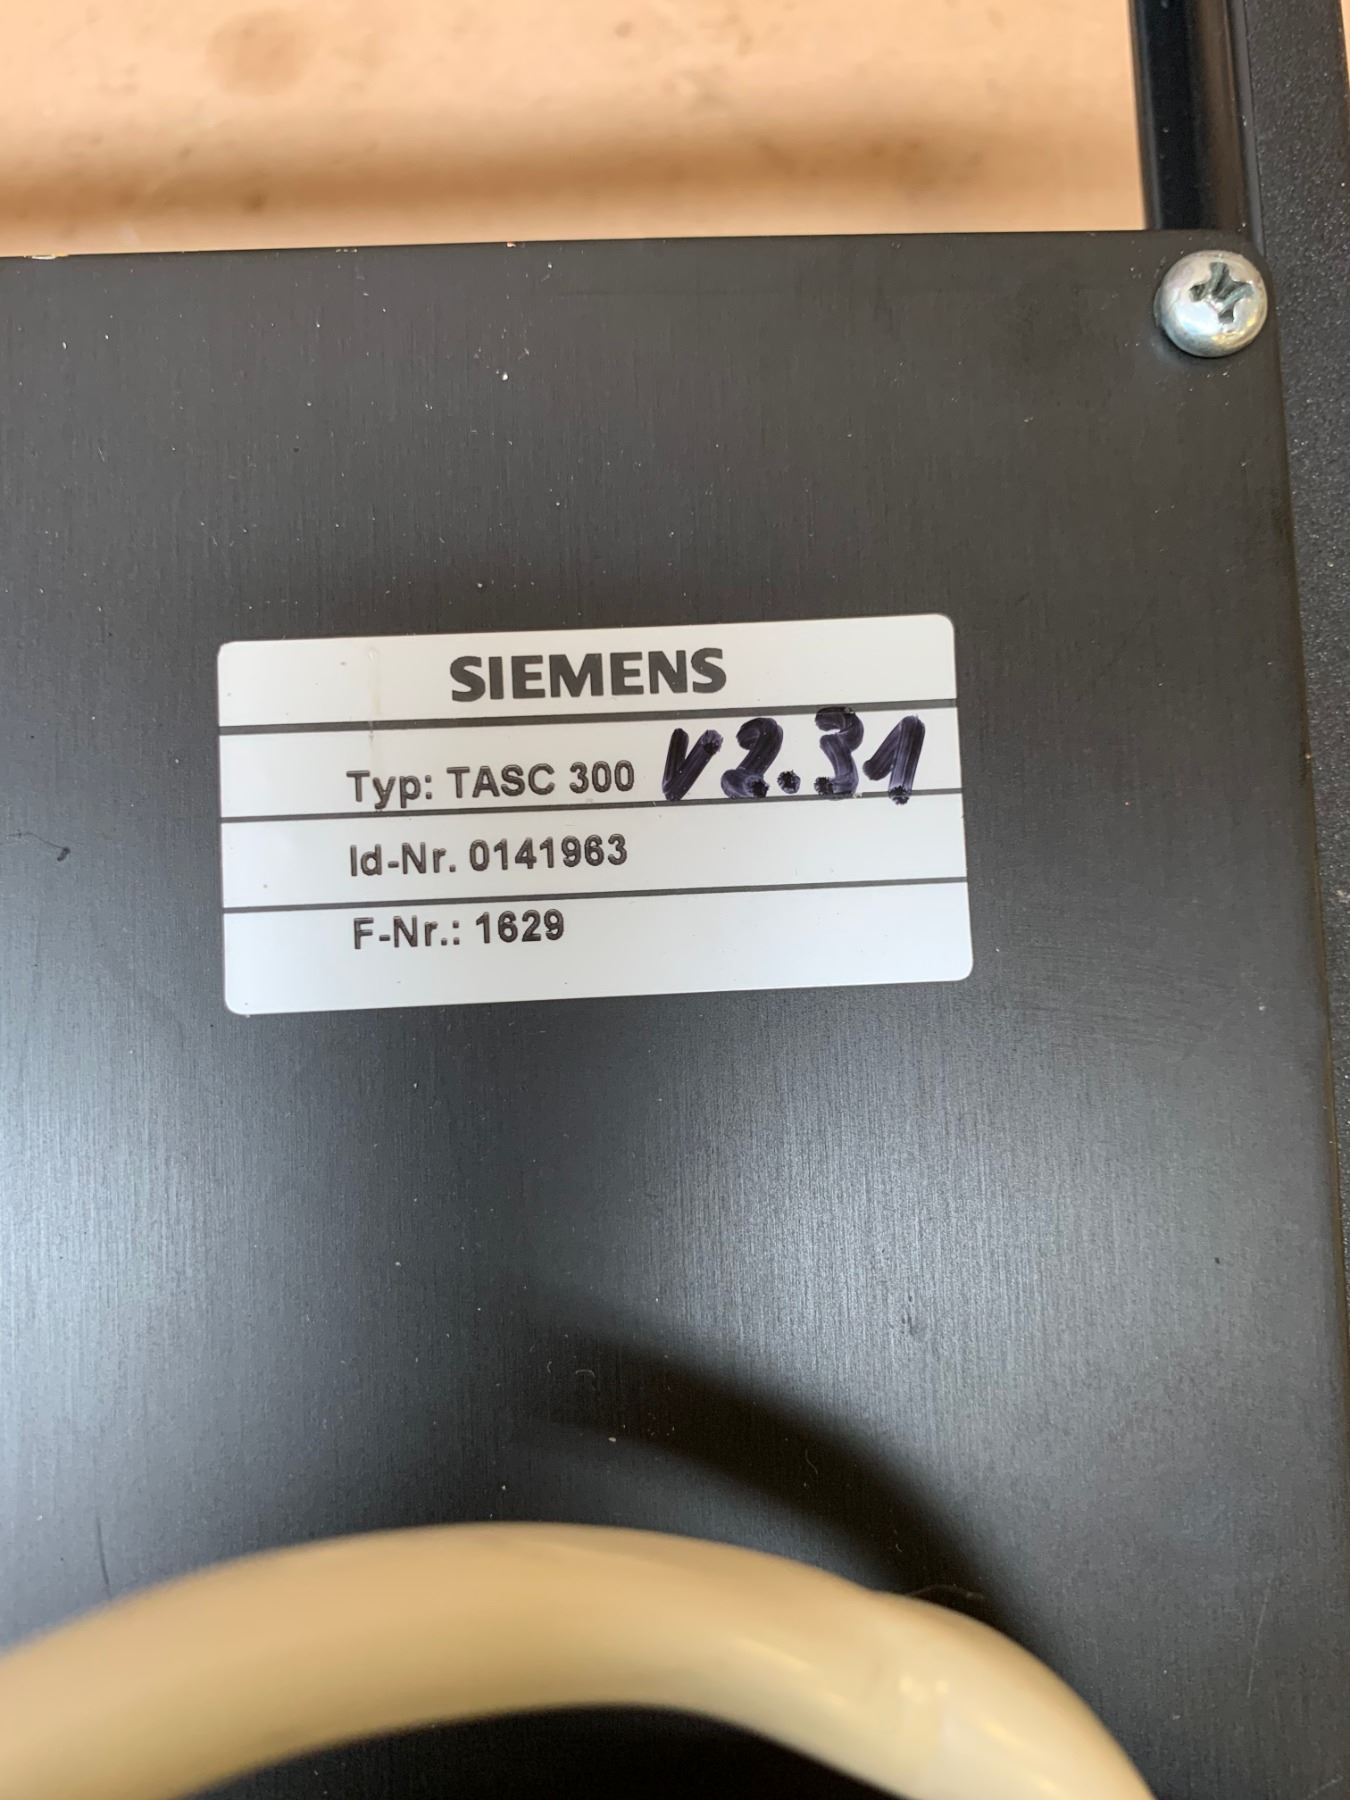 SIEMENS
Typ: TASC 300 V2.31
Id-Nr. 0141963
F-Nr.: 1629